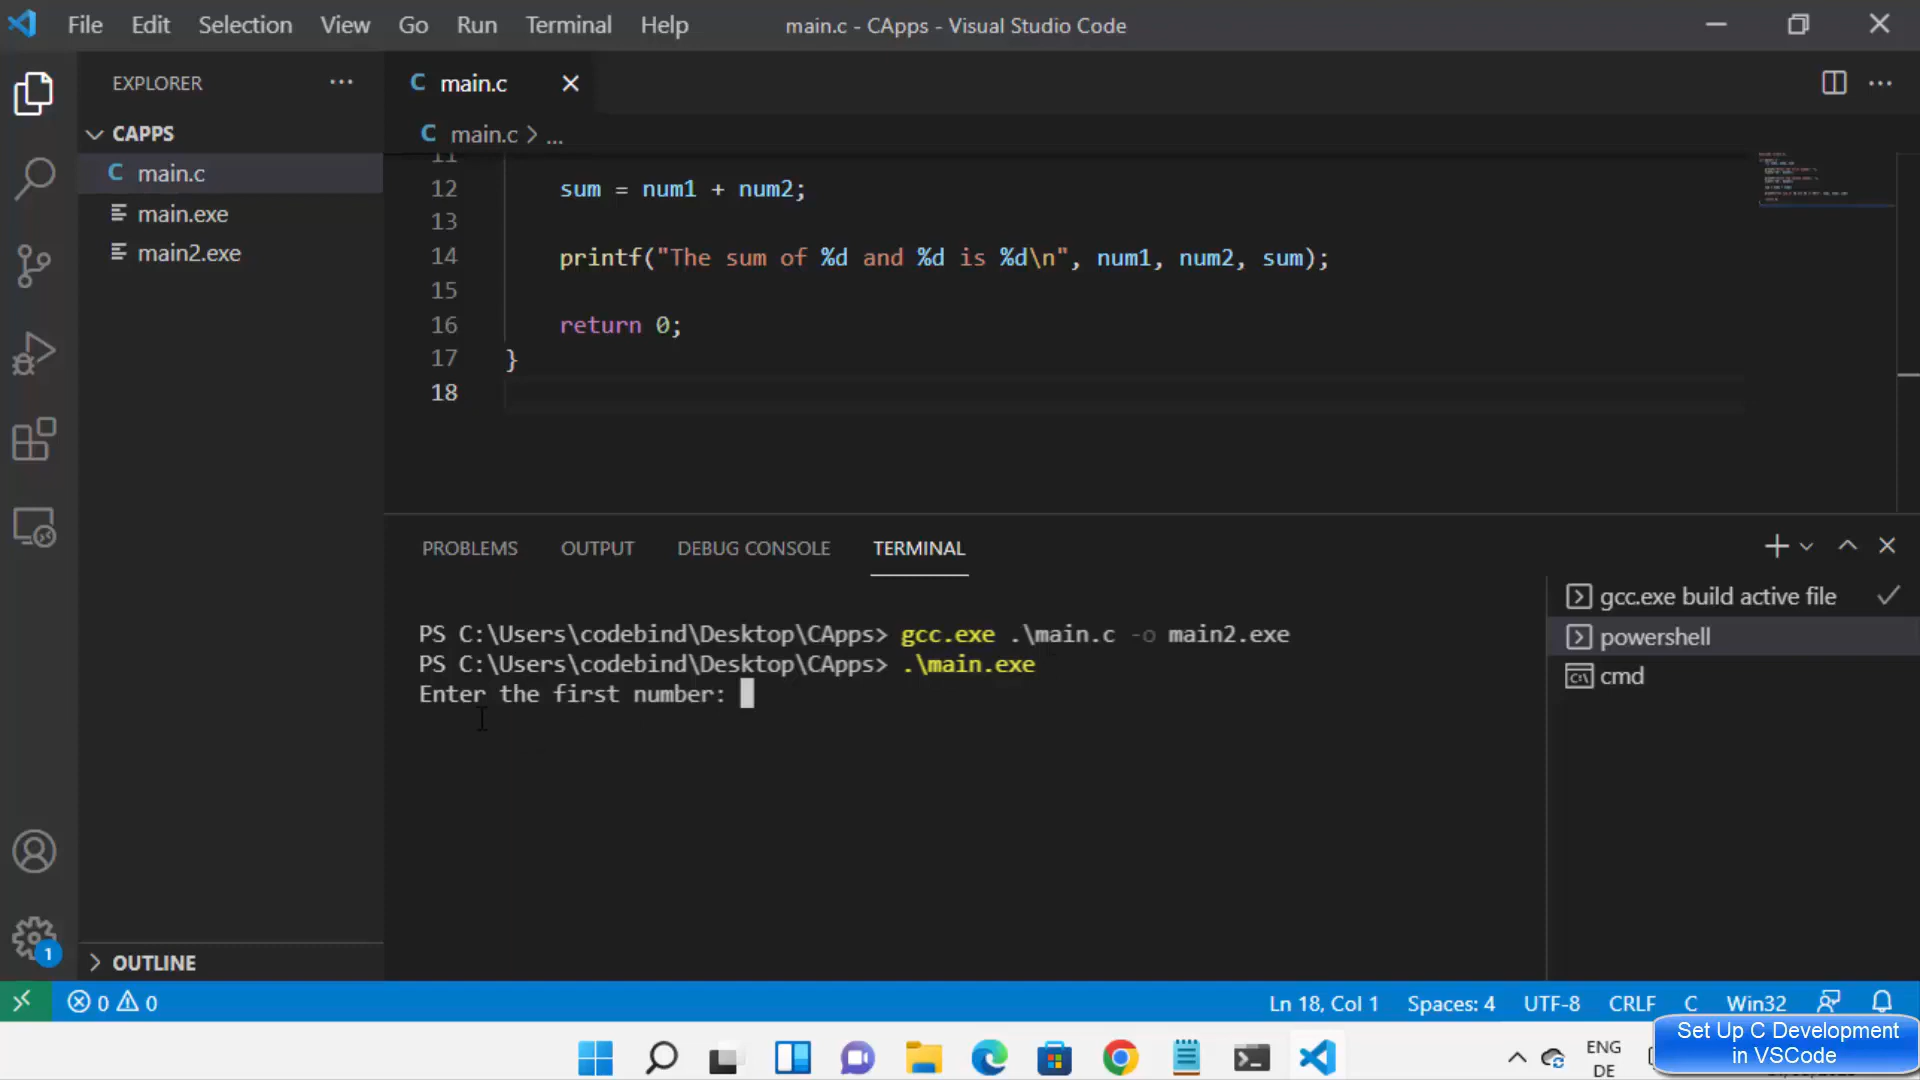 File Edit Selection View Go Run Terminal Help
main.c - CApps - Visual Studio Code
EXPLORER
CAPPS
main.c
main.exe
main2.exe
OUTLINE
C main.c
C main.c > ...
11
12 sum = num1 + num2;
13
14 printf("The sum of %d and %d is %d\n", num1, num2, sum);
15
16 return 0;
17 }
18
PROBLEMS OUTPUT DEBUG CONSOLE TERMINAL
PS C:\Users\codebind\Desktop\CApps> gcc.exe .\main.c -o main2.exe
PS C:\Users\codebind\Desktop\CApps> .\main.exe
Enter the first number:
gcc.exe build active file
powershell
cmd
1
0 0
Ln 18, Col 1 Spaces: 4 UTF-8 CRLF C Win32
ENG
DE
Set Up C Development
in VSCode